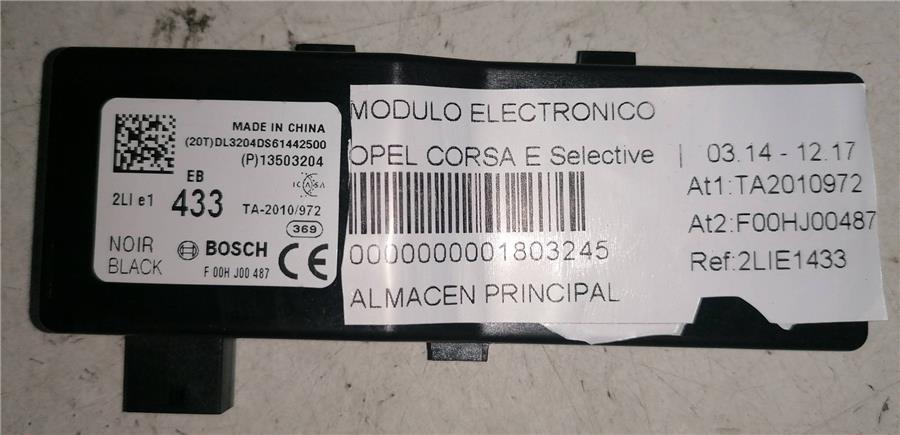 MADE IN CHINA
(20T)DL3204DS61442500
(P)13503204
EB
ICASA
2LI e1 433 TA-2010/972
369
NOIR BOSCH CE
BLACK F 00H J00 487
MODULO ELECTRONICO
OPEL CORSA E Selective | 03.14 - 12.17
At1:TA2010972
At2:F00HJ00487
0000000001803245 Ref:2LIE1433
ALMACEN PRINCIPAL